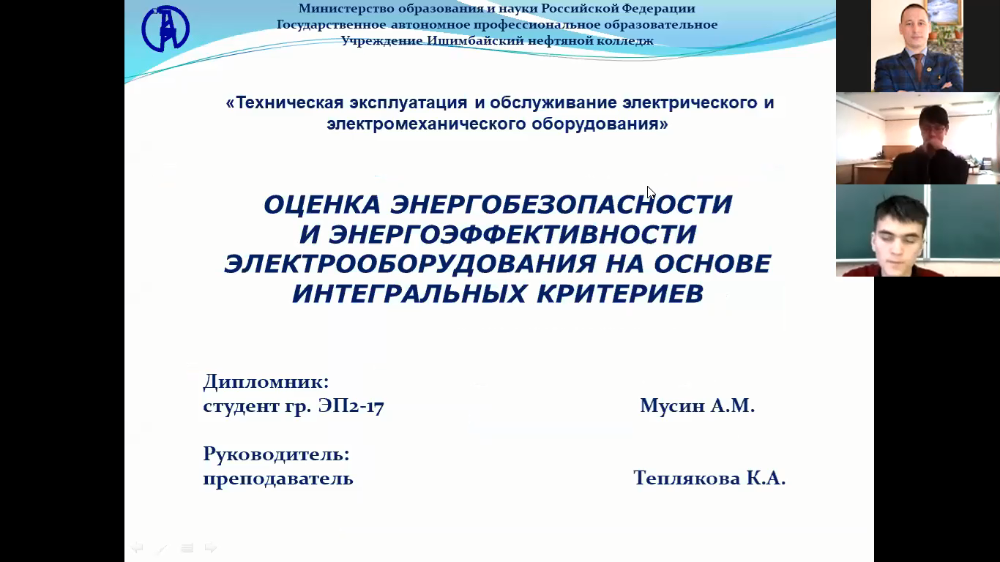 Министерство образования и науки Российской Федерации
Государственное автономное профессиональное образовательное
Учреждение Ишимбайский нефтяной колледж
«Техническая эксплуатация и обслуживание электрического и
электромеханического оборудования»
ОЦЕНКА ЭНЕРГОБЕЗОПАСНОСТИ
И ЭНЕРГОЭФФЕКТИВНОСТИ
ЭЛЕКТРООБОРУДОВАНИЯ НА ОСНОВЕ
ИНТЕГРАЛЬНЫХ КРИТЕРИЕВ
Дипломник:
студент гр. ЭП2-17 Мусин А.М.
Руководитель:
преподаватель Теплякова К.А.